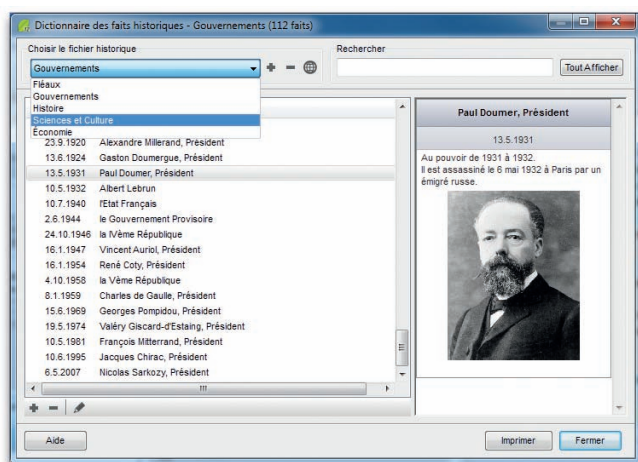 Dictionnaire des faits historiques - Gouvernements (112 faits)
Choisir le fichier historique
Rechercher
Gouvernements
Tout Afficher
Fléaux
Gouvernements
Histoire
Sciences et Culture
Économie
23.9.1920 Alexandre Millerand, Président
13.6.1924 Gaston Doumergue, Président
13.5.1931 Paul Doumer, Président
10.5.1932 Albert Lebrun
10.7.1940 l'Etat Français
2.6.1944 le Gouvernement Provisoire
24.10.1946 la IVème République
16.1.1947 Vincent Auriol, Président
16.1.1954 René Coty, Président
4.10.1958 la Vème République
8.1.1959 Charles de Gaulle, Président
15.6.1969 Georges Pompidou, Président
19.5.1974 Valéry Giscard-d'Estaing, Président
10.5.1981 François Mitterrand, Président
10.6.1995 Jacques Chirac, Président
6.5.2007 Nicolas Sarkozy, Président
Paul Doumer, Président
13.5.1931
Au pouvoir de 1931 à 1932.
Il est assassiné le 6 mai 1932 à Paris par un
émigré russe.
Aide
Imprimer
Fermer